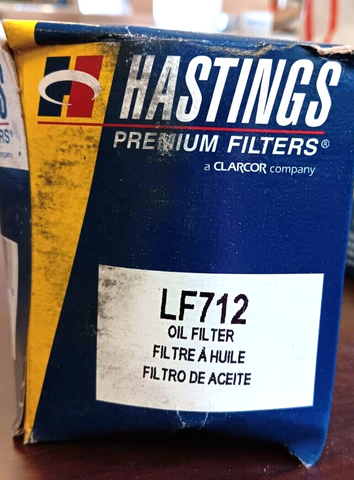 HASTINGS
PREMIUM FILTERS®
a CLARCOR company
LF712
OIL FILTER
FILTRE À HUILE
FILTRO DE ACEITE